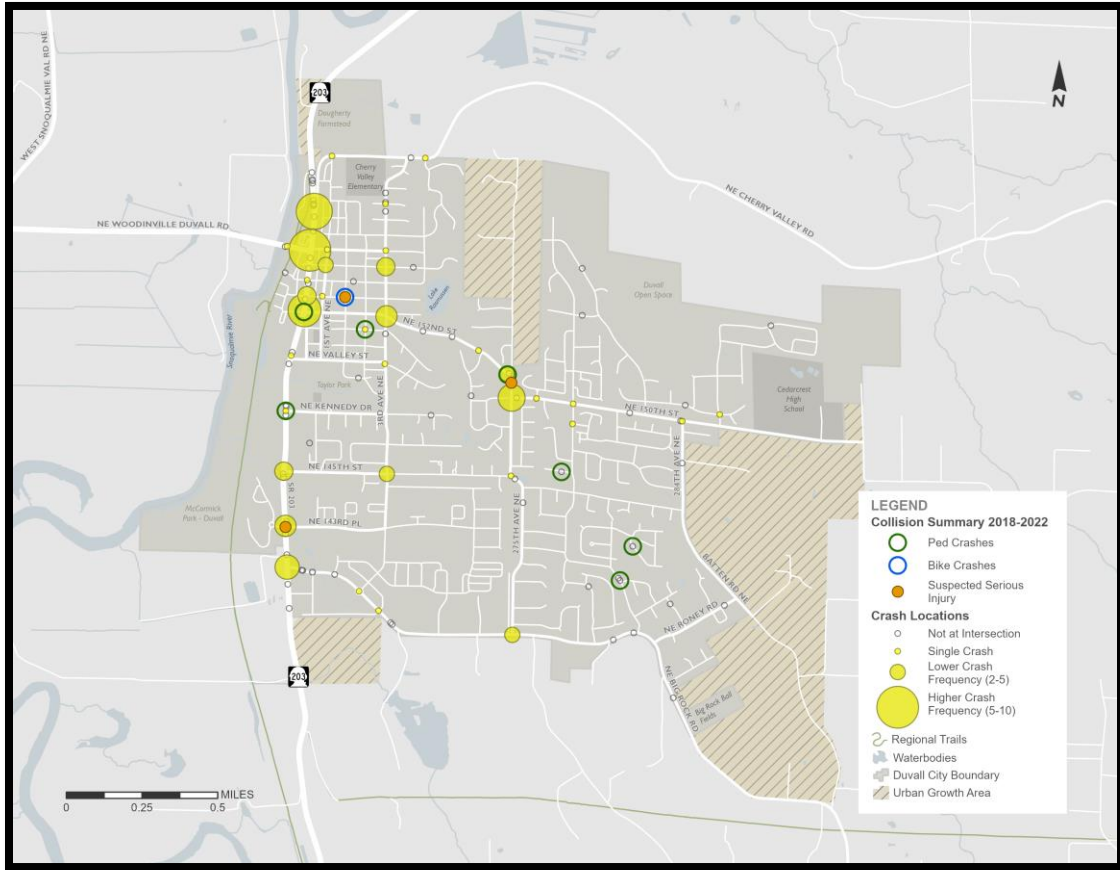 203
Dougherty
Farmstead
WEST SNOQUALMIE VAL RD NE
N
Cherry
Valley
Elementary
NE CHERRY VALLEY RD
NE WOODINVILLE DUVALL RD
Lake
Rasmussen
Duvall
Open Space
Snoqualmie River
1ST AVE NE
NE 152ND ST
NE VALLEY ST
Taylor Park
3RD AVE NE
NE KENNEDY DR
NE 150TH ST
Cedarcrest
High
School
NE 145TH ST
284TH AVE NE
SR 203
McCormick
Park - Duvall
NE 143RD PL
275TH AVE NE
BATTEN RD NE
NE RONEY RD
NE BIG ROCK RD
Big Rock Ball
Fields
203
LEGEND
Collision Summary 2018-2022
Ped Crashes
Bike Crashes
Suspected Serious
Injury
Crash Locations
Not at Intersection
Single Crash
Lower Crash
Frequency (2-5)
Higher Crash
Frequency (5-10)
Regional Trails
Waterbodies
Duvall City Boundary
Urban Growth Area
MILES
0 0.25 0.5